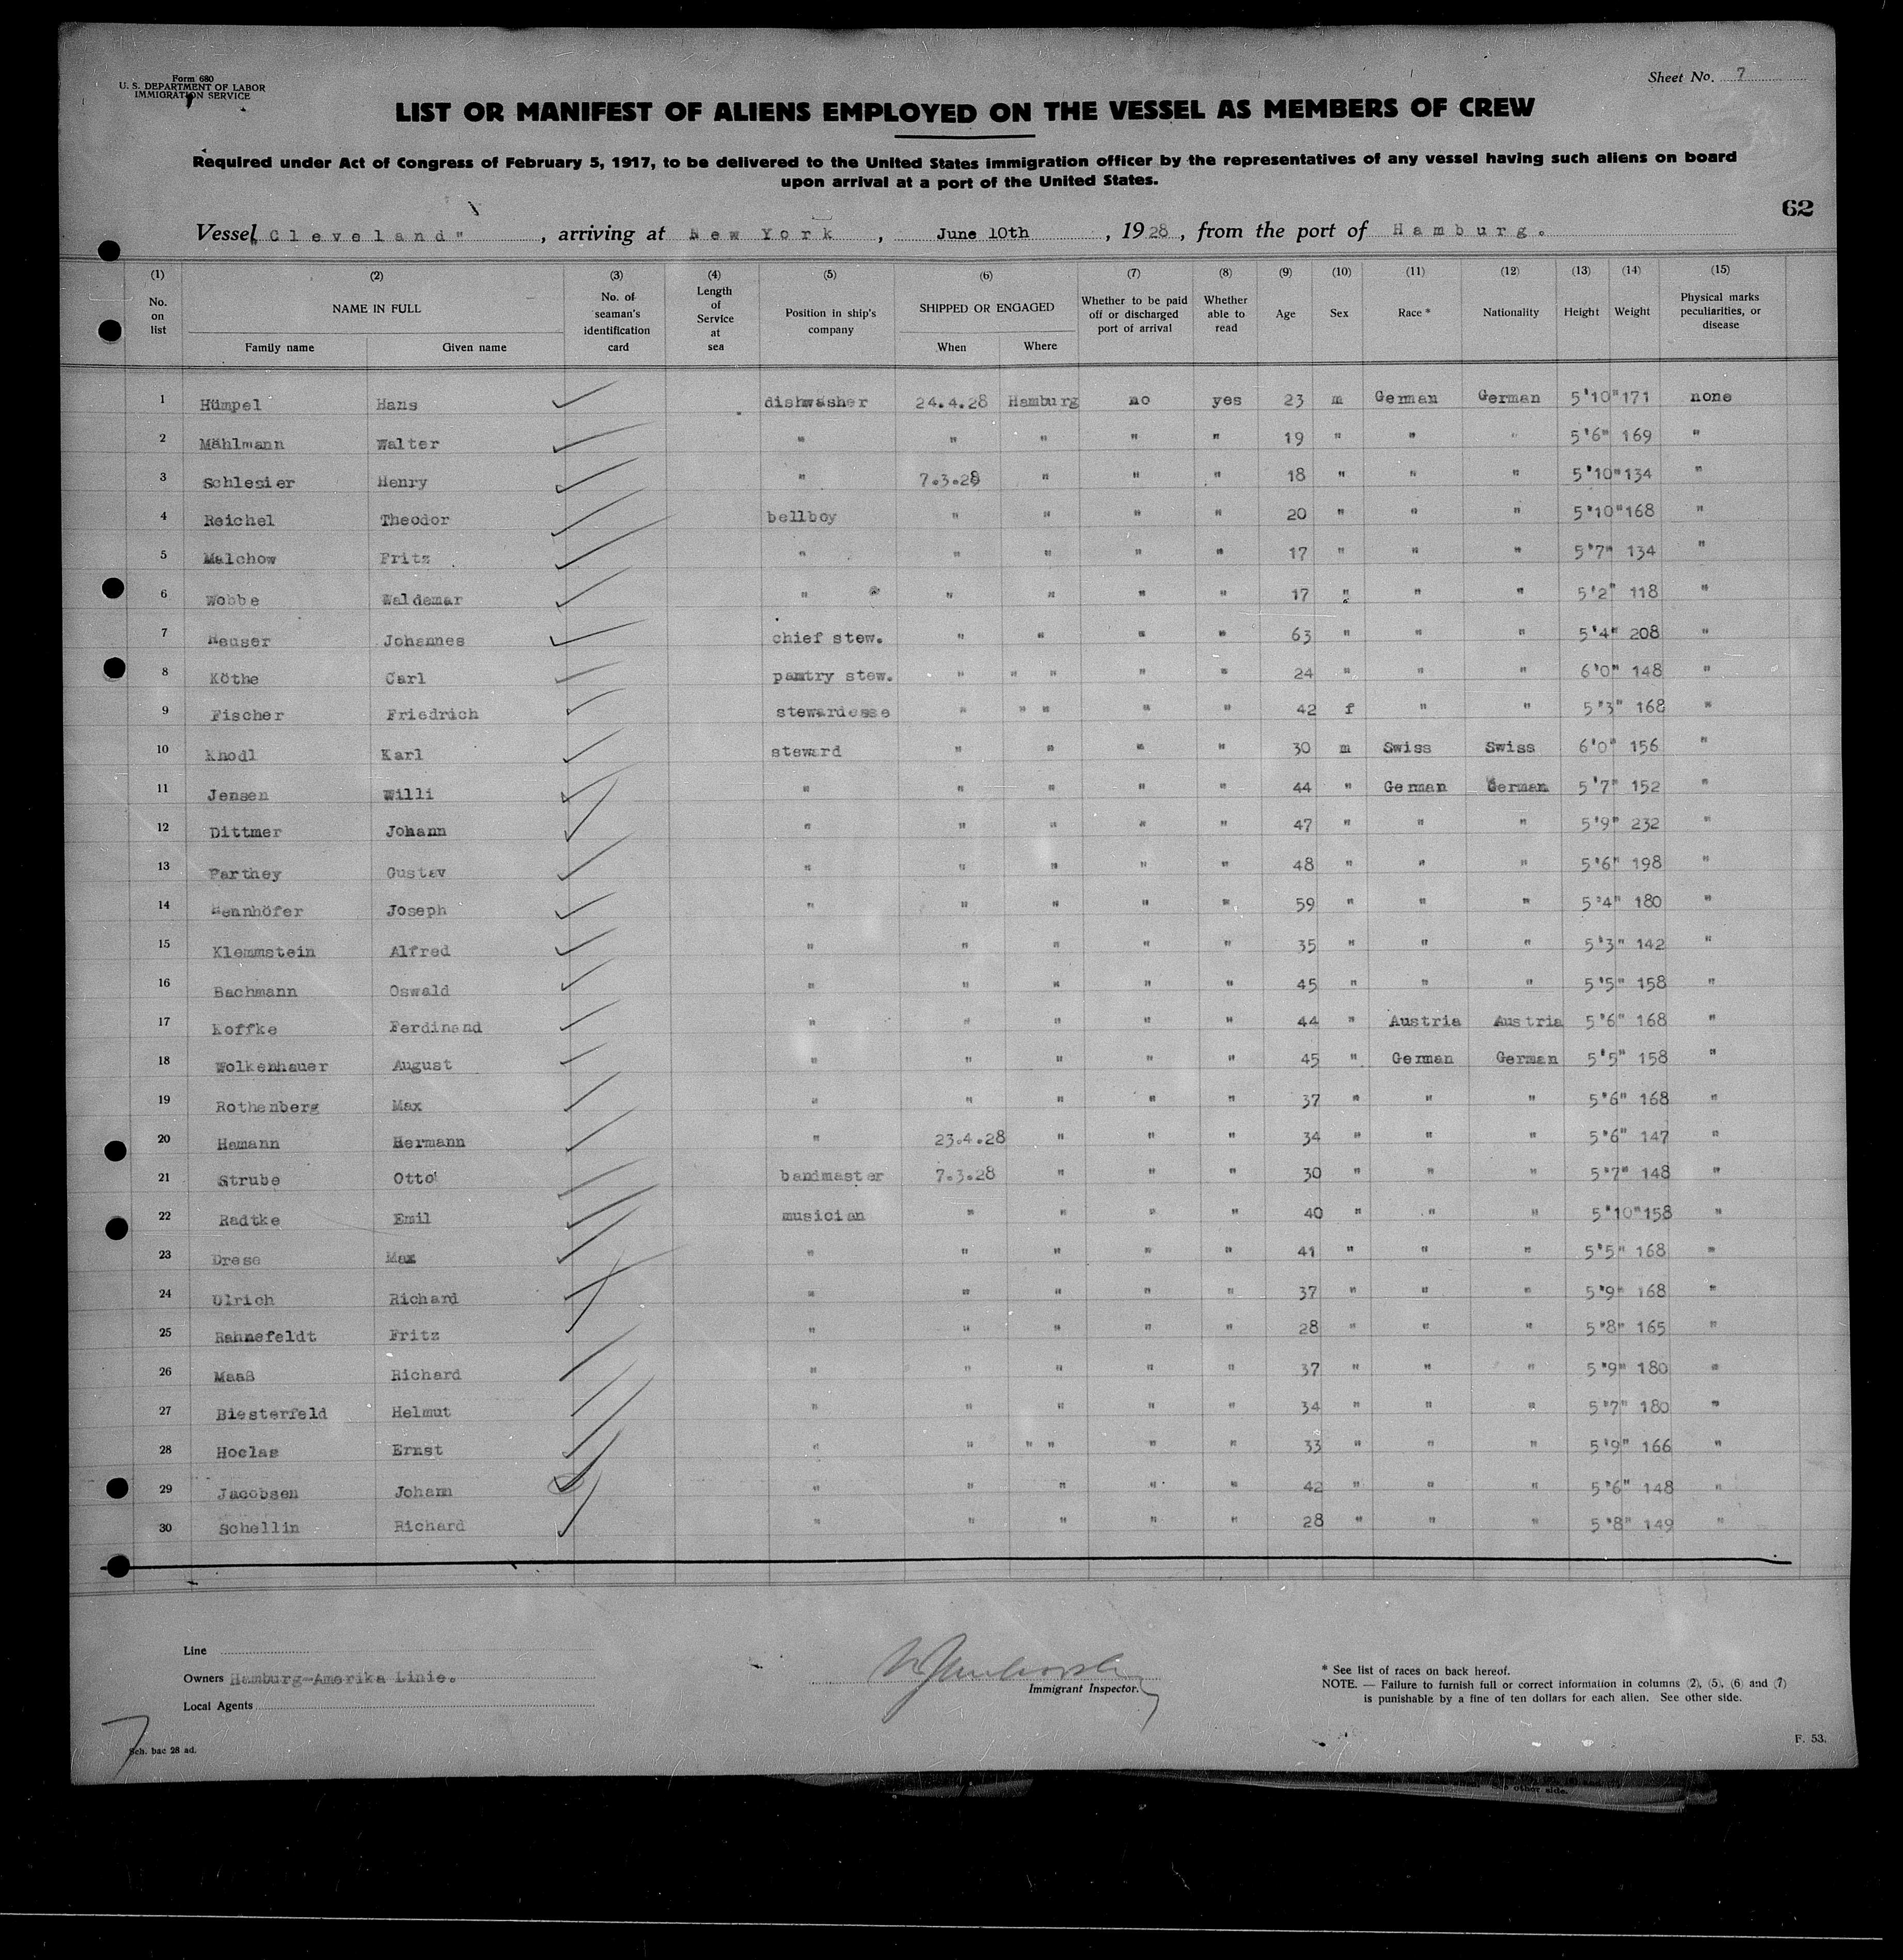 Form 680
U. S. DEPARTMENT OF LABOR
IMMIGRATION SERVICE
Sheet No. 7
LIST OR MANIFEST OF ALIENS EMPLOYED ON THE VESSEL AS MEMBERS OF CREW
Required under Act of Congress of February 5, 1917, to be delivered to the United States immigration officer by the representatives of any vessel having such aliens on board
upon arrival at a port of the United States.
62
Vessel "Cleveland", arriving at New York, June 10th, 1928, from the port of Hamburg.
(1) (2) (3) (4) (5) (6) (7) (8) (9) (10) (11) (12) (13) (14) (15)
No. on list NAME IN FULL Family name Given name No. of seaman's identification card Length of Service at sea Position in ship's company SHIPPED OR ENGAGED When Where Whether to be paid off or discharged port of arrival Whether able to read Age Sex Race * Nationality Height Weight Physical marks peculiarities, or disease
1 Hümpel Hans dishwasher 24.4.28 Hamburg no yes 23 m German German 5'10" 171 none
2 Mählmann Walter " " " " " 19 " " " 5'6" 169 "
3 Schlesier Henry " 7.3.28 " " " 18 " " " 5'10" 134 "
4 Reichel Theodor bellboy " " " " 20 " " " 5'10" 168 "
5 Malchow Fritz " " " " " 17 " " " 5'7" 134 "
6 Wobbe Waldemar " " " " " 17 " " " 5'2" 118 "
7 Johannes chief stew. " " " " 63 " " " 5'4" 208 "
8 Köthe Carl pantry stew. " " " " " 24 " " " 6'0" 148 "
9 Fischer Friedrich stewardesse " " " " " 42 f " " 5'3" 168 "
10 Knodl Karl steward " " " " 30 m Swiss Swiss 6'0" 156 "
11 Jensen Willi " " " " " 44 " German German 5'7" 152 "
12 Dittmer Johann " " " " " 47 " " " 5'9" 232 "
13 Parthey Gustav " " " " " 48 " " " 5'6" 198 "
14 Joseph " " " " " 59 " " " 5'4" 180 "
15 Klemmstein Alfred " " " " " 35 " " " 5'3" 142 "
16 Bachmann Oswald " " " " " 45 " " " 5'5" 158 "
17 Koffke Ferdinand " " " " " 44 " Austria Austria 5'6" 168 "
18 Wolkenhauer August " " " " " 45 " German German 5'5" 158 "
19 Rothenberg Max " " " " " 37 " " " 5'6" 168 "
20 Hamann Hermann " 23.4.28 " " " 34 " " " 5'6" 147 "
21 Strube Otto bandmaster 7.3.28 " " " 30 " " " 5'7" 148 "
22 Radtke Emil musician " " " " 40 " " " 5'10" 158 "
23 Drese Max " " " " " 41 " " " 5'5" 168 "
24 Ulrich Richard " " " " " 37 " " " 5'9" 168 "
25 Rahnefeldt Fritz " " " " " 28 " " " 5'8" 165 "
26 Maaß Richard " " " " " 37 " " " 5'9" 180 "
27 Biesterfeld Helmut " " " " " 34 " " " 5'7" 180 "
28 Hoelas Ernst " " " " " " 33 " " " 5'9" 166 "
29 Jacobsen Johann " " " " " 42 " " " 5'6" 148 "
30 Schellin Richard " " " " " 28 " " " 5'8" 149 "
Line
Owners Hamburg-Amerika Linie.
Local Agents
Immigrant Inspector.
* See list of races on back hereof.
NOTE. — Failure to furnish full or correct information in columns (2), (5), (6) and (7)
is punishable by a fine of ten dollars for each alien. See other side.
7
Sch. bac 28 ad.
F. 53.
other side.